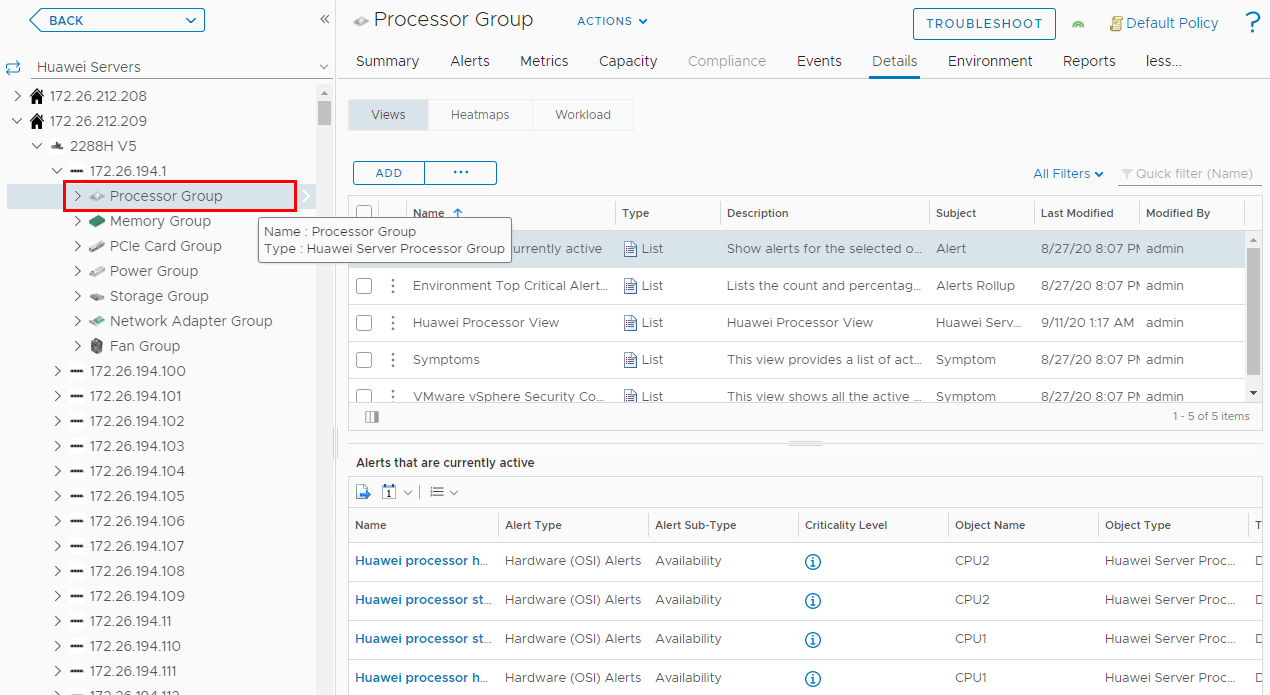 BACK
Huawei Servers
172.26.212.208
172.26.212.209
2288H V5
172.26.194.1
Processor Group
Memory Group
PCIe Card Group
Power Group
Storage Group
Network Adapter Group
Fan Group
172.26.194.100
172.26.194.101
172.26.194.102
172.26.194.103
172.26.194.104
172.26.194.105
172.26.194.106
172.26.194.107
172.26.194.108
172.26.194.109
172.26.194.11
172.26.194.110
172.26.194.111
172.26.194.112
Name : Processor Group
Type : Huawei Server Processor Group
Processor Group ACTIONS TROUBLESHOOT Default Policy ?
Summary Alerts Metrics Capacity Compliance Events Details Environment Reports less...
Views Heatmaps Workload
ADD ... All Filters Quick filter (Name)
Name Type Description Subject Last Modified Modified By
urrently active List Show alerts for the selected o... Alert 8/27/20 8:07 PM admin
Environment Top Critical Alert... List Lists the count and percentag... Alerts Rollup 8/27/20 8:07 PM admin
Huawei Processor View List Huawei Processor View Huawei Serv... 9/11/20 1:17 AM admin
Symptoms List This view provides a list of act... Symptom 8/27/20 8:07 PM admin
VMware vSphere Security Co... List This view shows all the active ... Symptom 8/27/20 8:07 PM admin
1 - 5 of 5 items
Alerts that are currently active
1
Name Alert Type Alert Sub-Type Criticality Level Object Name Object Type T
Huawei processor h... Hardware (OSI) Alerts Availability CPU2 Huawei Server Proc... D
Huawei processor st... Hardware (OSI) Alerts Availability CPU2 Huawei Server Proc... D
Huawei processor st... Hardware (OSI) Alerts Availability CPU1 Huawei Server Proc... D
Huawei processor h... Hardware (OSI) Alerts Availability CPU1 Huawei Server Proc... D